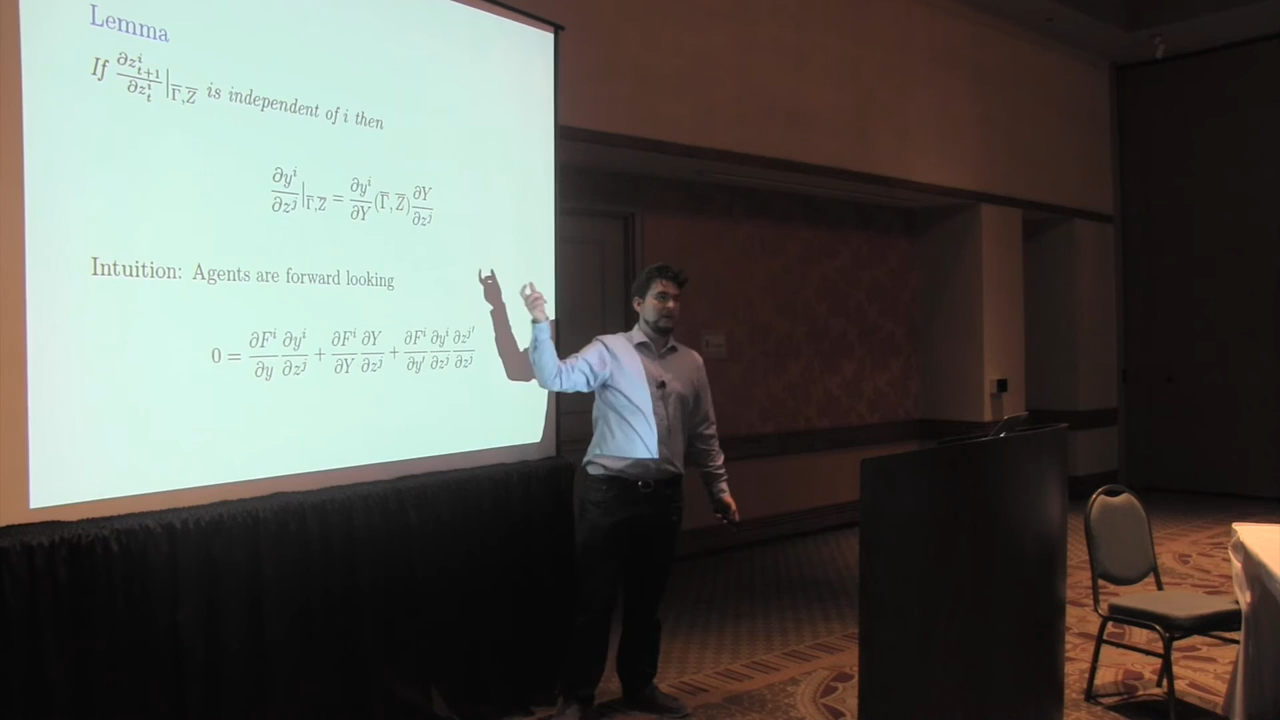 Lemma
If ∂z^i_{t+1}/∂z^i_t |_{Γ̅,Z̅} is independent of i then
∂y^i/∂z^j |_{Γ̅,Z̅} = ∂y^i/∂Y (Γ̅, Z̅) ∂Y/∂z^j
Intuition: Agents are forward looking
0 = ∂F^i/∂y ∂y^i/∂z^j + ∂F^i/∂Y ∂Y/∂z^j + ∂F^i/∂y′ ∂y^i/∂z^j ∂z^j′/∂z^j